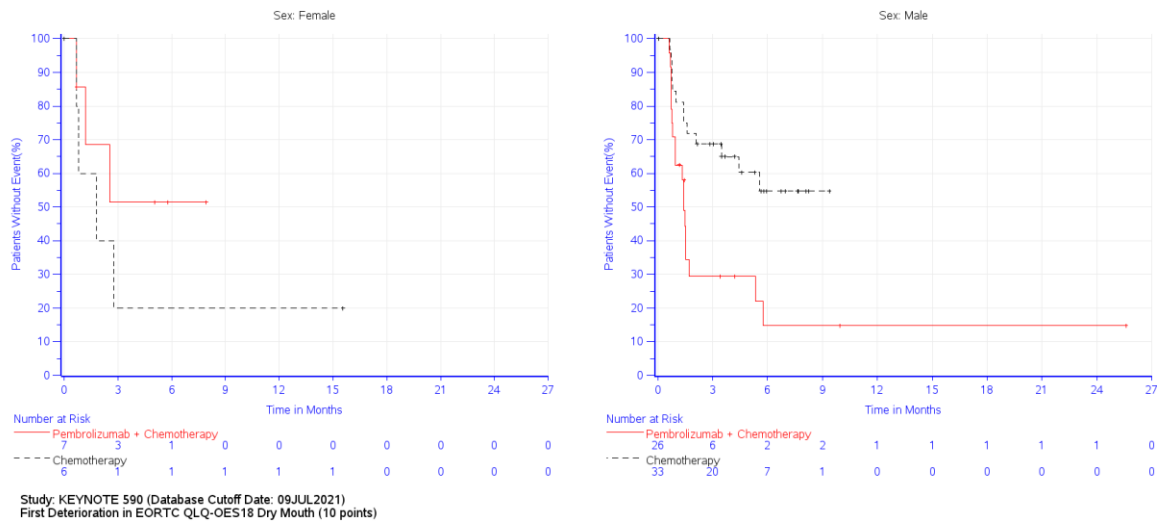 Sex: Female
Patients Without Event(%)
100
90
80
70
60
50
40
30
20
10
0
0 3 6 9 12 15 18 21 24 27
Time in Months
Number at Risk
Pembrolizumab + Chemotherapy
7 3 1 0 0 0 0 0 0 0
Chemotherapy
6 1 1 1 1 1 0 0 0 0
Sex: Male
Patients Without Event(%)
100
90
80
70
60
50
40
30
20
10
0
0 3 6 9 12 15 18 21 24 27
Time in Months
Number at Risk
Pembrolizumab + Chemotherapy
26 6 2 2 1 1 1 1 1 0
Chemotherapy
33 20 7 1 0 0 0 0 0 0
Study: KEYNOTE 590 (Database Cutoff Date: 09JUL2021)
First Deterioration in EORTC QLQ-OES18 Dry Mouth (10 points)